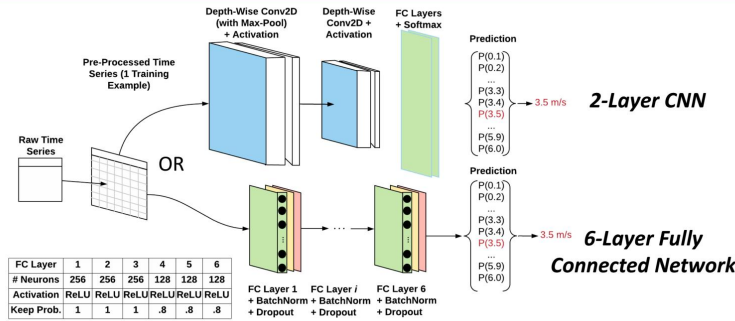 Depth-Wise Conv2D
(with Max-Pool)
+ Activation
Depth-Wise
Conv2D +
Activation
FC Layers
+ Softmax
Prediction
P(0.1)
P(0.2)
...
P(3.3)
P(3.4)
P(3.5)
...
P(5.9)
P(6.0)
3.5 m/s
2-Layer CNN
Pre-Processed Time
Series (1 Training
Example)
Raw Time
Series
OR
Prediction
P(0.1)
P(0.2)
...
P(3.3)
P(3.4)
P(3.5)
...
P(5.9)
P(6.0)
3.5 m/s
6-Layer Fully
Connected Network
...
...
...
FC Layer 1
+ BatchNorm
+ Dropout
FC Layer i
+ BatchNorm
+ Dropout
FC Layer 6
+ BatchNorm
+ Dropout
FC Layer 1 2 3 4 5 6
# Neurons 256 256 256 128 128 128
Activation ReLU ReLU ReLU ReLU ReLU ReLU
Keep Prob. 1 1 1 .8 .8 .8